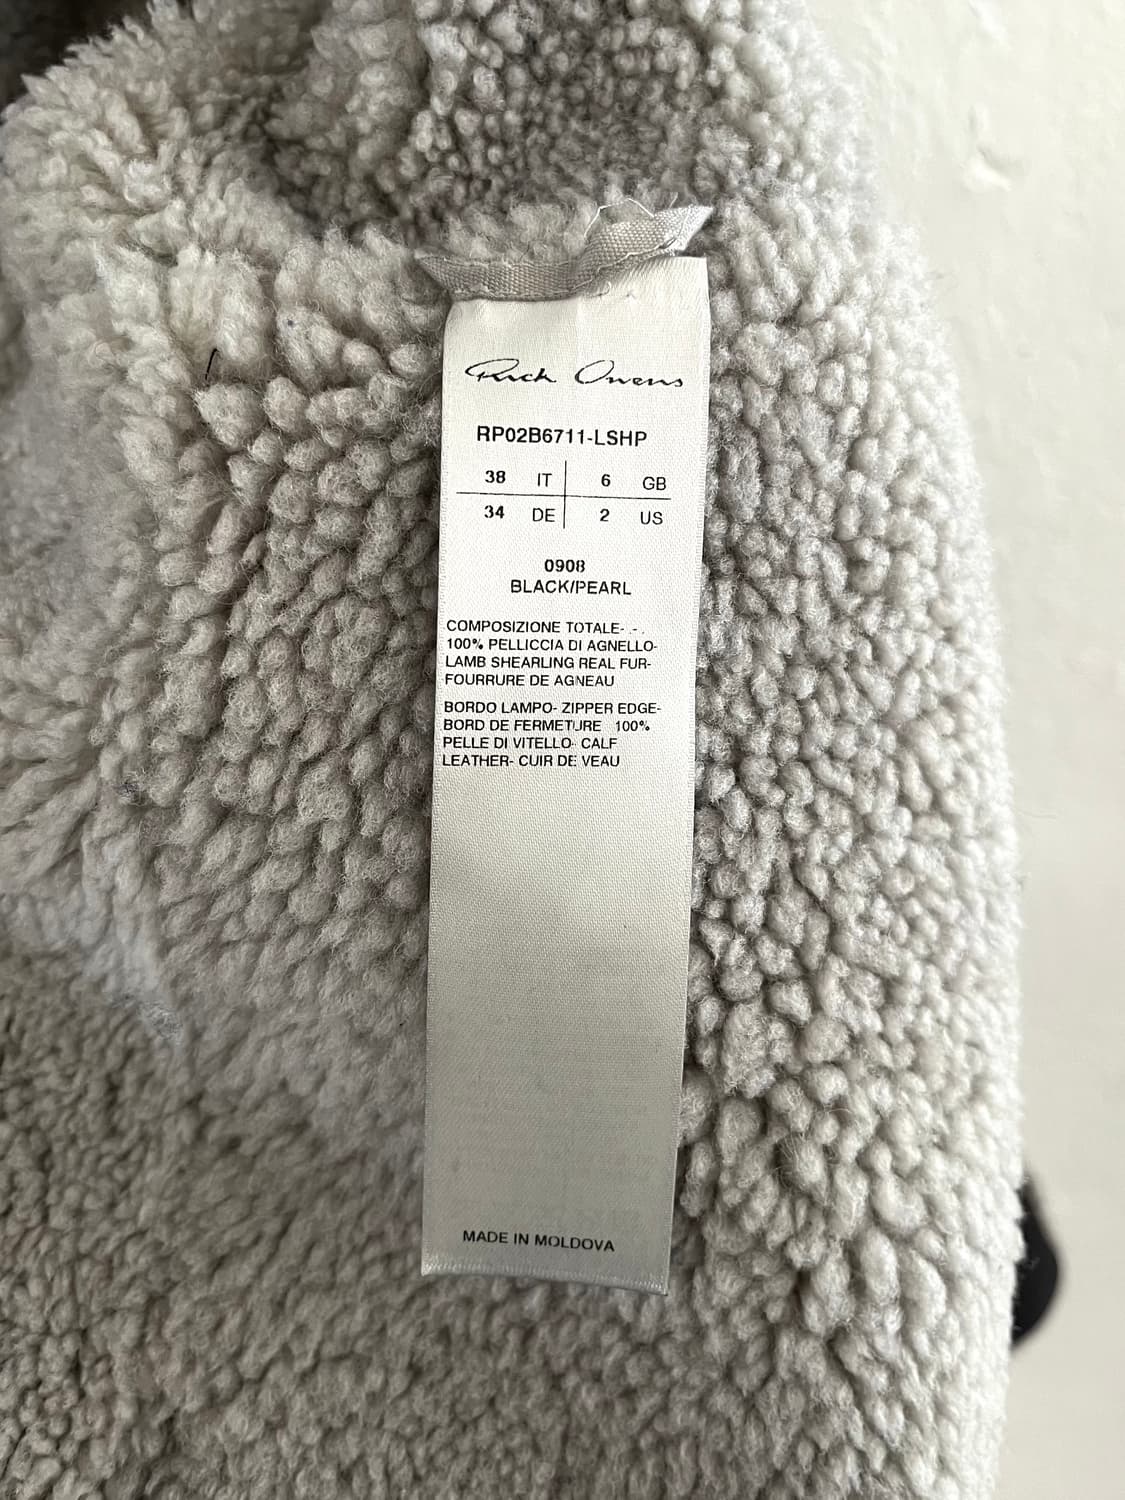 Rick Owens
RP02B6711-LSHP
38 IT 6 GB
34 DE 2 US
0908
BLACK/PEARL
COMPOSIZIONE TOTALE- - .
100% PELLICCIA DI AGNELLO-
LAMB SHEARLING REAL FUR-
FOURRURE DE AGNEAU
BORDO LAMPO- ZIPPER EDGE-
BORD DE FERMETURE 100%
PELLE DI VITELLO- CALF
LEATHER- CUIR DE VEAU
MADE IN MOLDOVA